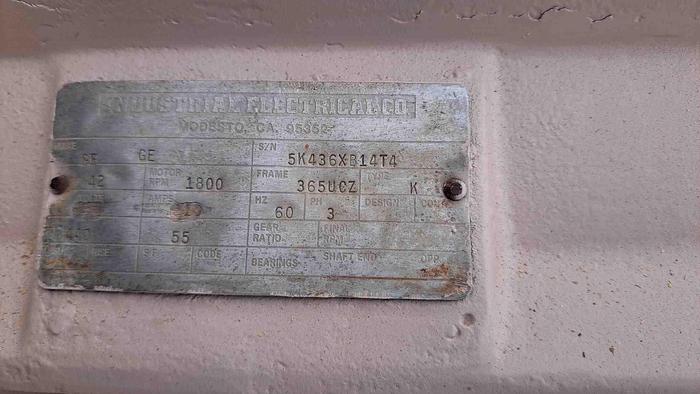 INDUSTRIAL ELECTRICAL CO.
MODESTO, CA. 95352
GE S/N 5K436XB14T4
MOTOR RPM 1800 FRAME 365UCZ TYPE K
AMPS HZ 60 PH 3 DESIGN
55 GEAR RATIO FINAL RPM
CODE BEARINGS SHAFT END OPP